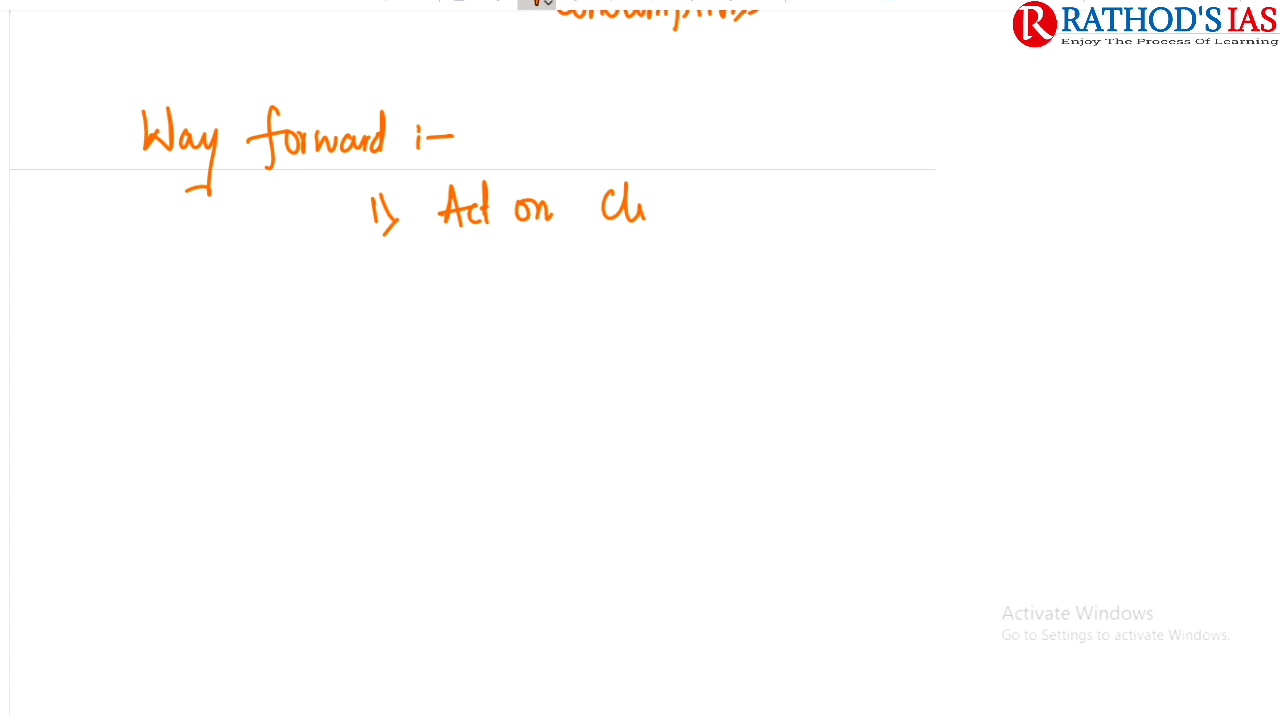 RATHOD'S IAS
Enjoy The Process Of Learning
Way forward :-
1) Act on
Activate Windows
Go to Settings to activate Windows.